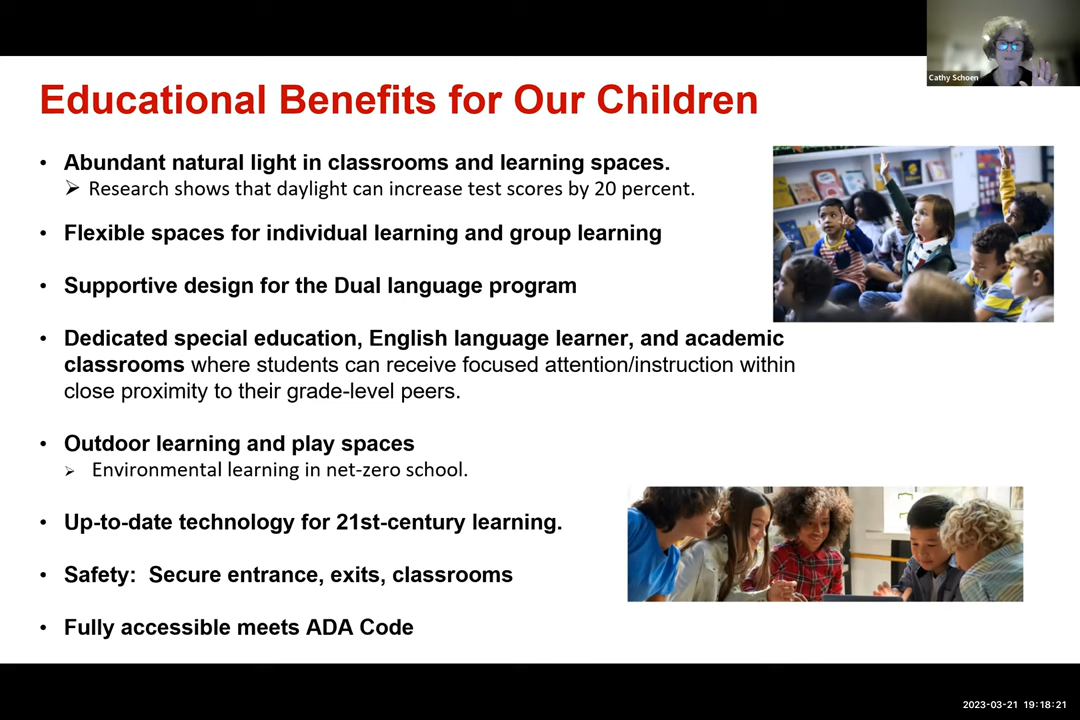 Cathy Schoen
Educational Benefits for Our Children
• Abundant natural light in classrooms and learning spaces.
➢ Research shows that daylight can increase test scores by 20 percent.
• Flexible spaces for individual learning and group learning
• Supportive design for the Dual language program
• Dedicated special education, English language learner, and academic
classrooms where students can receive focused attention/instruction within
close proximity to their grade-level peers.
• Outdoor learning and play spaces
➢ Environmental learning in net-zero school.
• Up-to-date technology for 21st-century learning.
• Safety:  Secure entrance, exits, classrooms
• Fully accessible meets ADA Code
2023-03-21 19:18:21